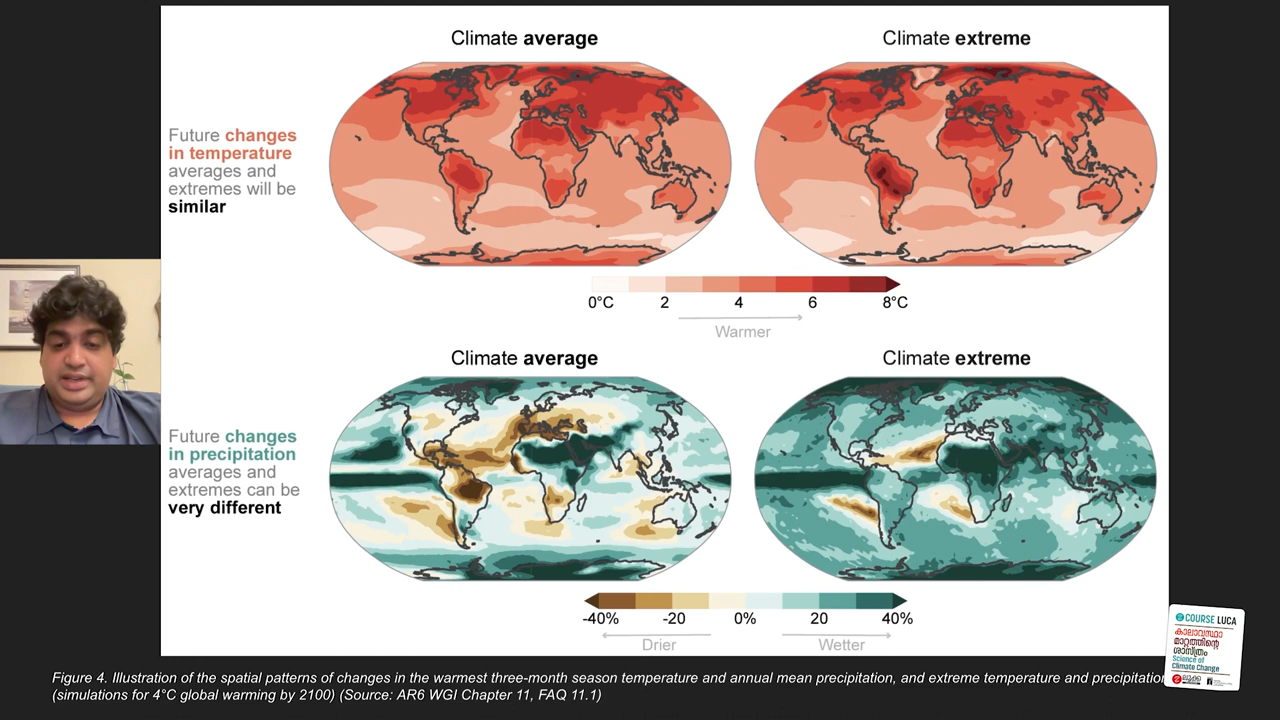 Climate average
Climate extreme
Future changes
in temperature
averages and
extremes will be
similar
0°C 2 4 6 8°C
Warmer
Climate average
Climate extreme
Future changes
in precipitation
averages and
extremes can be
very different
-40% -20 0% 20 40%
Drier Wetter
COURSE LUCA
കാലാവസ്ഥാ
മാറ്റത്തിന്റെ
ശാസ്ത്രം
Science of
Climate Change
ലൂക്ക
Figure 4. Illustration of the spatial patterns of changes in the warmest three-month season temperature and annual mean precipitation, and extreme temperature and precipitation
(simulations for 4°C global warming by 2100) (Source: AR6 WGI Chapter 11, FAQ 11.1)